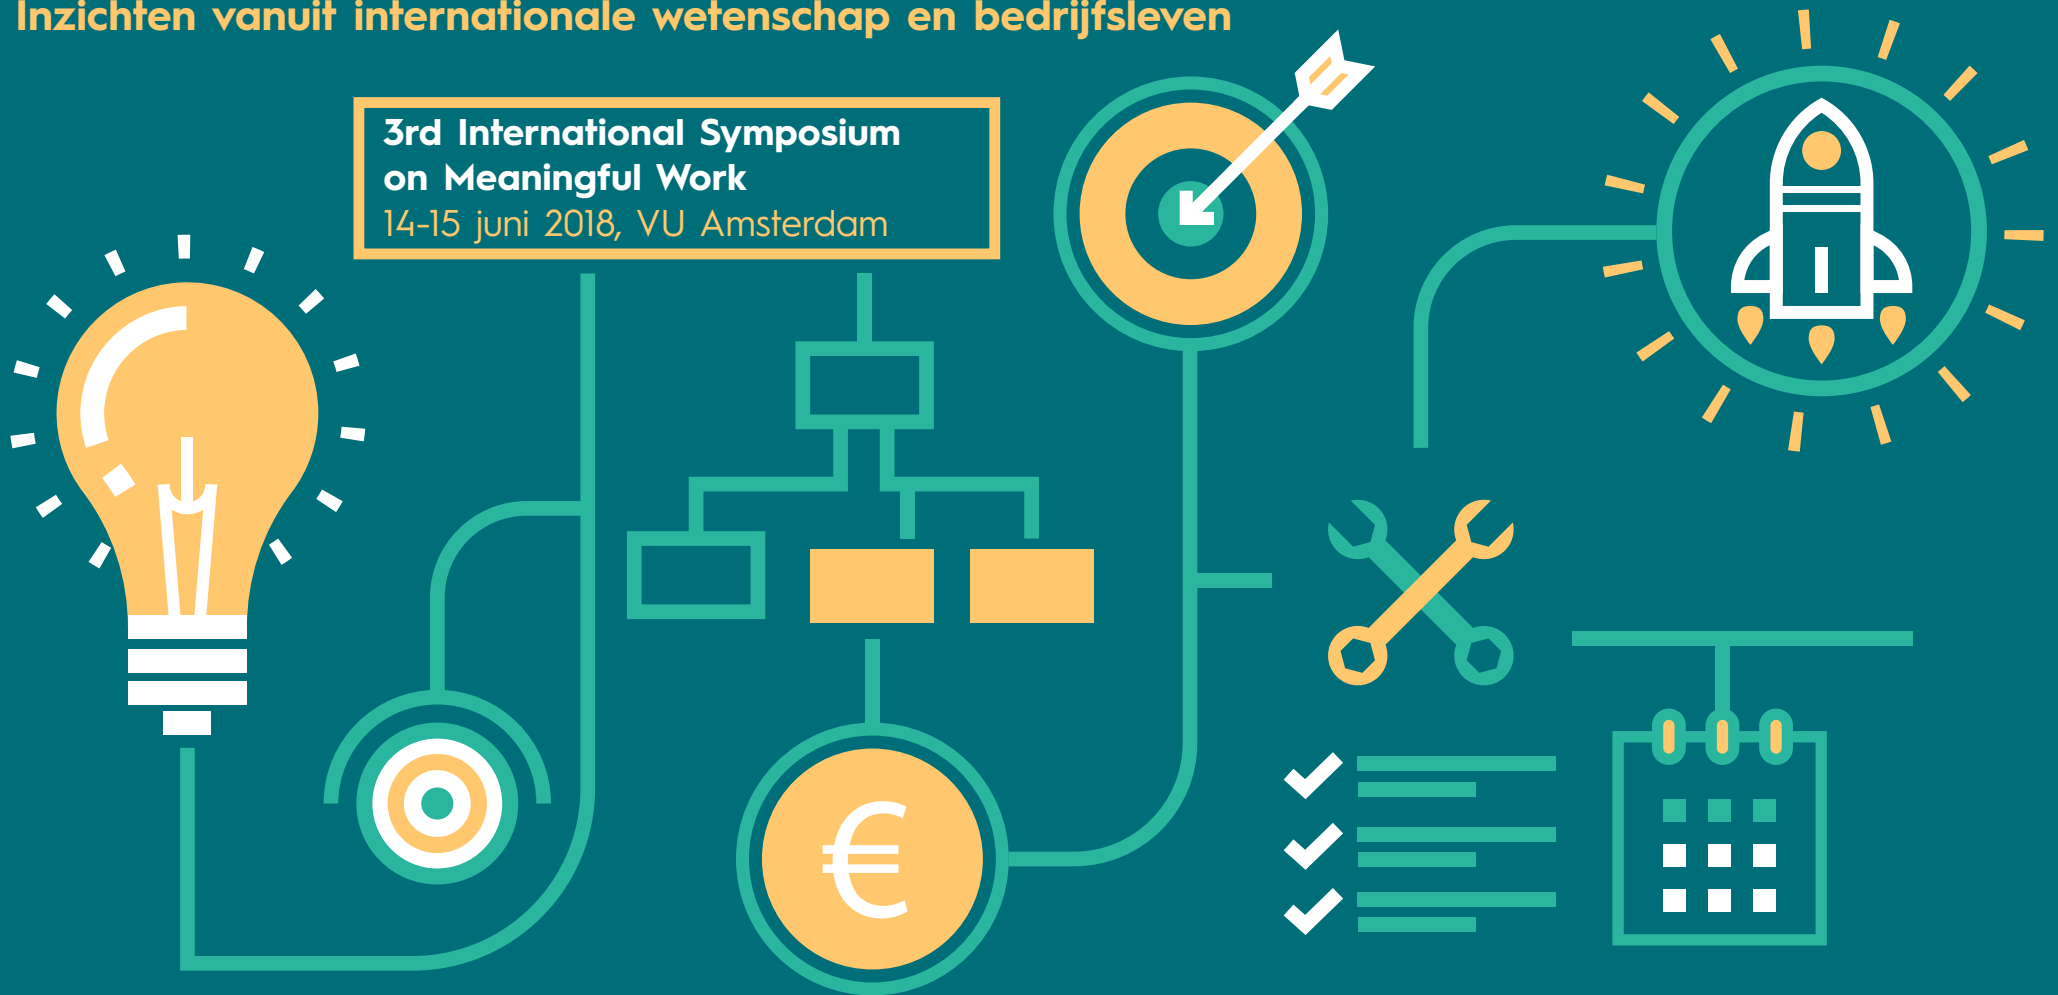 Inzichten vanuit internationale wetenschap en bedrijfsleven
3rd International Symposium
on Meaningful Work
14-15 juni 2018, VU Amsterdam
€